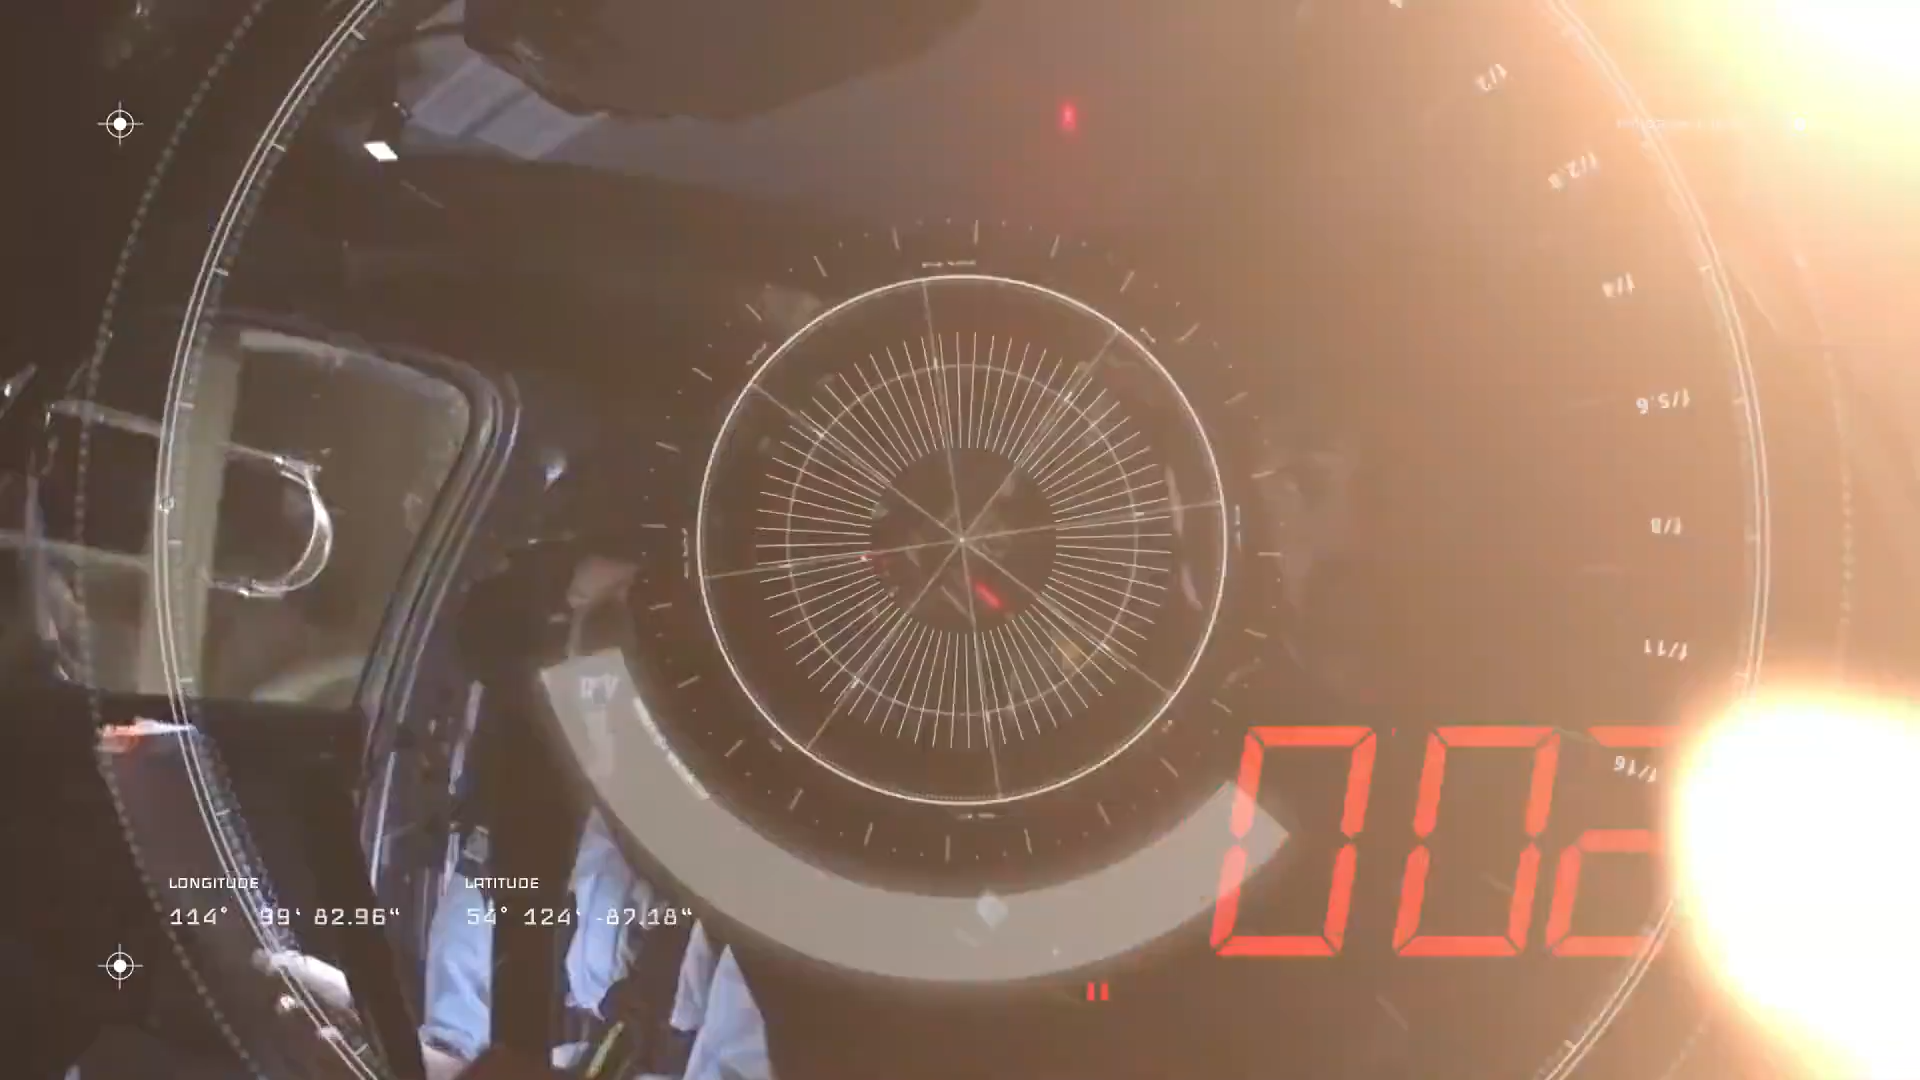 f/2
f/2.8
f/4
f/5.6
f/8
f/11
f/16
LONGITUDE
114° 99‘ 82.96“
LATITUDE
54° 124‘ -87.18“
002